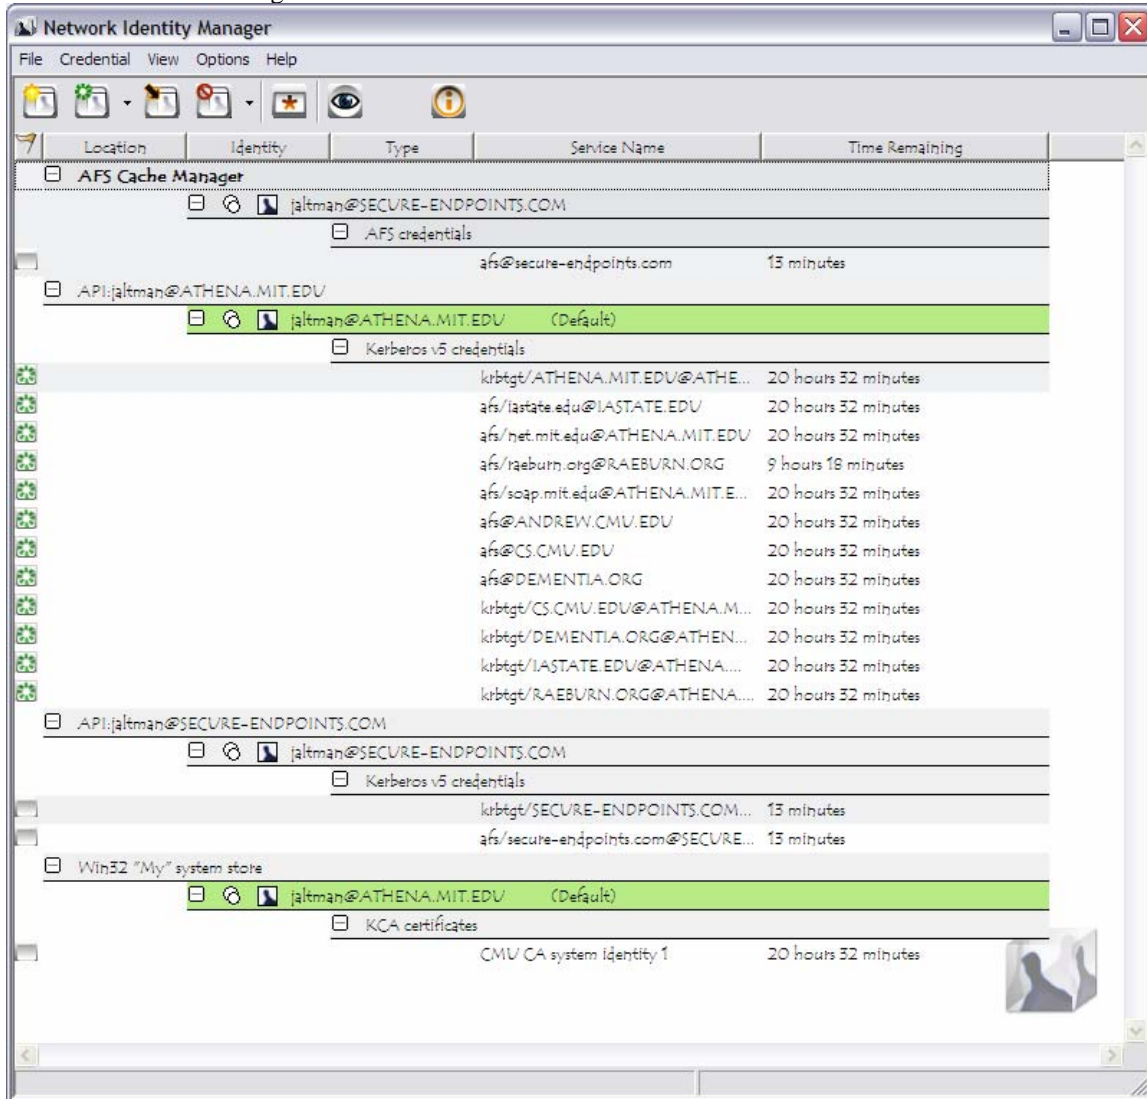 Network Identity Manager
File Credential View Options Help
Location Identity Type Service Name Time Remaining
AFS Cache Manager
jaltman@SECURE-ENDPOINTS.COM
AFS credentials
afs@secure-endpoints.com 13 minutes
API:jaltman@ATHENA.MIT.EDU
jaltman@ATHENA.MIT.EDU (Default)
Kerberos v5 credentials
krbtgt/ATHENA.MIT.EDU@ATHE... 20 hours 32 minutes
afs/iastate.edu@IASTATE.EDU 20 hours 32 minutes
afs/net.mit.edu@ATHENA.MIT.EDU 20 hours 32 minutes
afs/raeburn.org@RAEBURN.ORG 9 hours 18 minutes
afs/soap.mit.edu@ATHENA.MIT.E... 20 hours 32 minutes
afs@ANDREW.CMU.EDU 20 hours 32 minutes
afs@CS.CMU.EDU 20 hours 32 minutes
afs@DEMENTIA.ORG 20 hours 32 minutes
krbtgt/CS.CMU.EDU@ATHENA.M... 20 hours 32 minutes
krbtgt/DEMENTIA.ORG@ATHEN... 20 hours 32 minutes
krbtgt/IASTATE.EDU@ATHENA.... 20 hours 32 minutes
krbtgt/RAEBURN.ORG@ATHENA.... 20 hours 32 minutes
API:jaltman@SECURE-ENDPOINTS.COM
jaltman@SECURE-ENDPOINTS.COM
Kerberos v5 credentials
krbtgt/SECURE-ENDPOINTS.COM... 13 minutes
afs/secure-endpoints.com@SECURE... 13 minutes
Win32 "My" system store
jaltman@ATHENA.MIT.EDU (Default)
KCA certificates
CMU CA system identity 1 20 hours 32 minutes